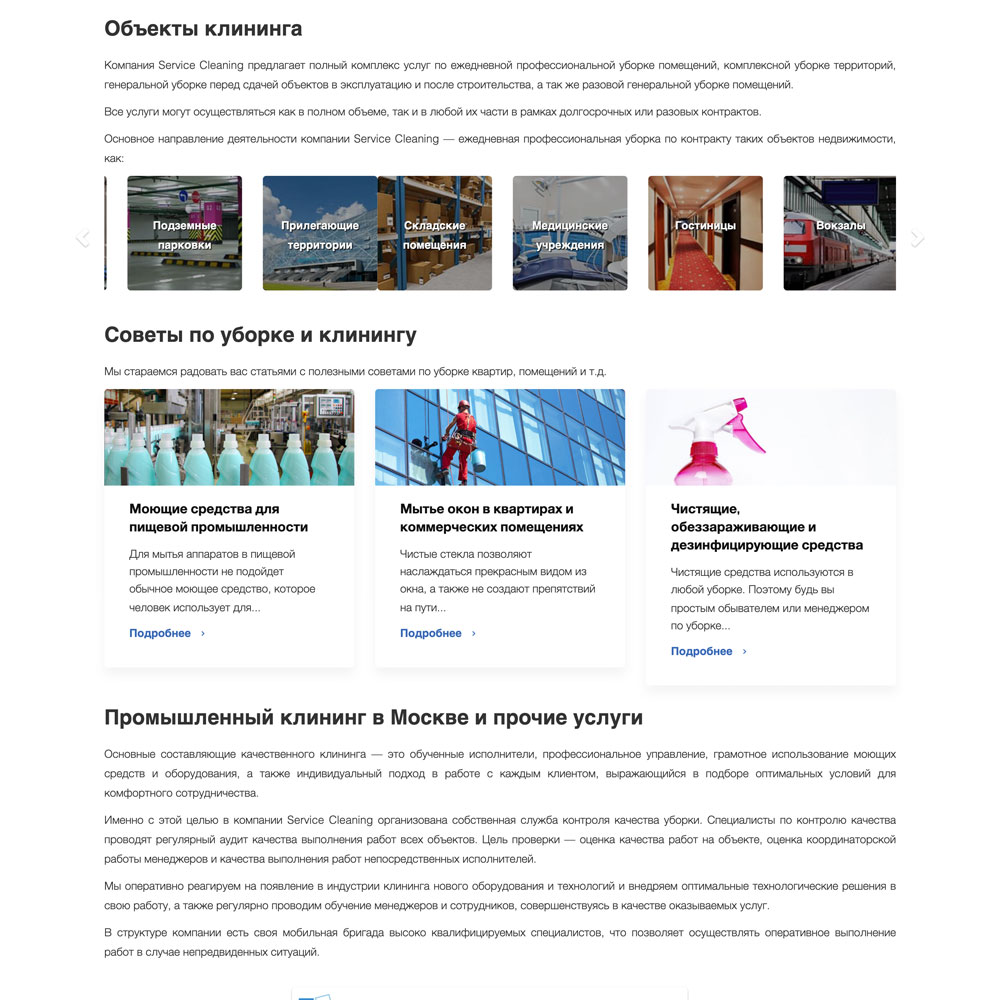 Объекты клининга
Компания Service Cleaning предлагает полный комплекс услуг по ежедневной профессиональной уборке помещений, комплексной уборке территорий,
генеральной уборке перед сдачей объектов в эксплуатацию и после строительства, а так же разовой генеральной уборке помещений.
Все услуги могут осуществляться как в полном объеме, так и в любой их части в рамках долгосрочных или разовых контрактов.
Основное направление деятельности компании Service Cleaning — ежедневная профессиональная уборка по контракту таких объектов недвижимости,
как:
Подземные
парковки
Прилегающие
территории
Складские
помещения
Медицинские
учреждения
Гостиницы
Вокзалы
Советы по уборке и клинингу
Мы стараемся радовать вас статьями с полезными советами по уборке квартир, помещений и т.д.
Моющие средства для
пищевой промышленности
Для мытья аппаратов в пищевой
промышленности не подойдет
обычное моющее средство, которое
человек использует для...
Подробнее ›
Мытье окон в квартирах и
коммерческих помещениях
Чистые стекла позволяют
наслаждаться прекрасным видом из
окна, а также не создают препятствий
на пути...
Подробнее ›
Чистящие,
обеззараживающие и
дезинфицирующие средства
Чистящие средства используются в
любой уборке. Поэтому будь вы
простым обывателем или менеджером
по уборке...
Подробнее ›
Промышленный клининг в Москве и прочие услуги
Основные составляющие качественного клининга — это обученные исполнители, профессиональное управление, грамотное использование моющих
средств и оборудования, а также индивидуальный подход в работе с каждым клиентом, выражающийся в подборе оптимальных условий для
комфортного сотрудничества.
Именно с этой целью в компании Service Cleaning организована собственная служба контроля качества уборки. Специалисты по контролю качества
проводят регулярный аудит качества выполнения работ всех объектов. Цель проверки — оценка качества работ на объекте, оценка координаторской
работы менеджеров и качества выполнения работ непосредственных исполнителей.
Мы оперативно реагируем на появление в индустрии клининга нового оборудования и технологий и внедряем оптимальные технологические решения в
свою работу, а также регулярно проводим обучение менеджеров и сотрудников, совершенствуясь в качестве оказываемых услуг.
В структуре компании есть своя мобильная бригада высоко квалифицируемых специалистов, что позволяет осуществлять оперативное выполнение
работ в случае непредвиденных ситуаций.